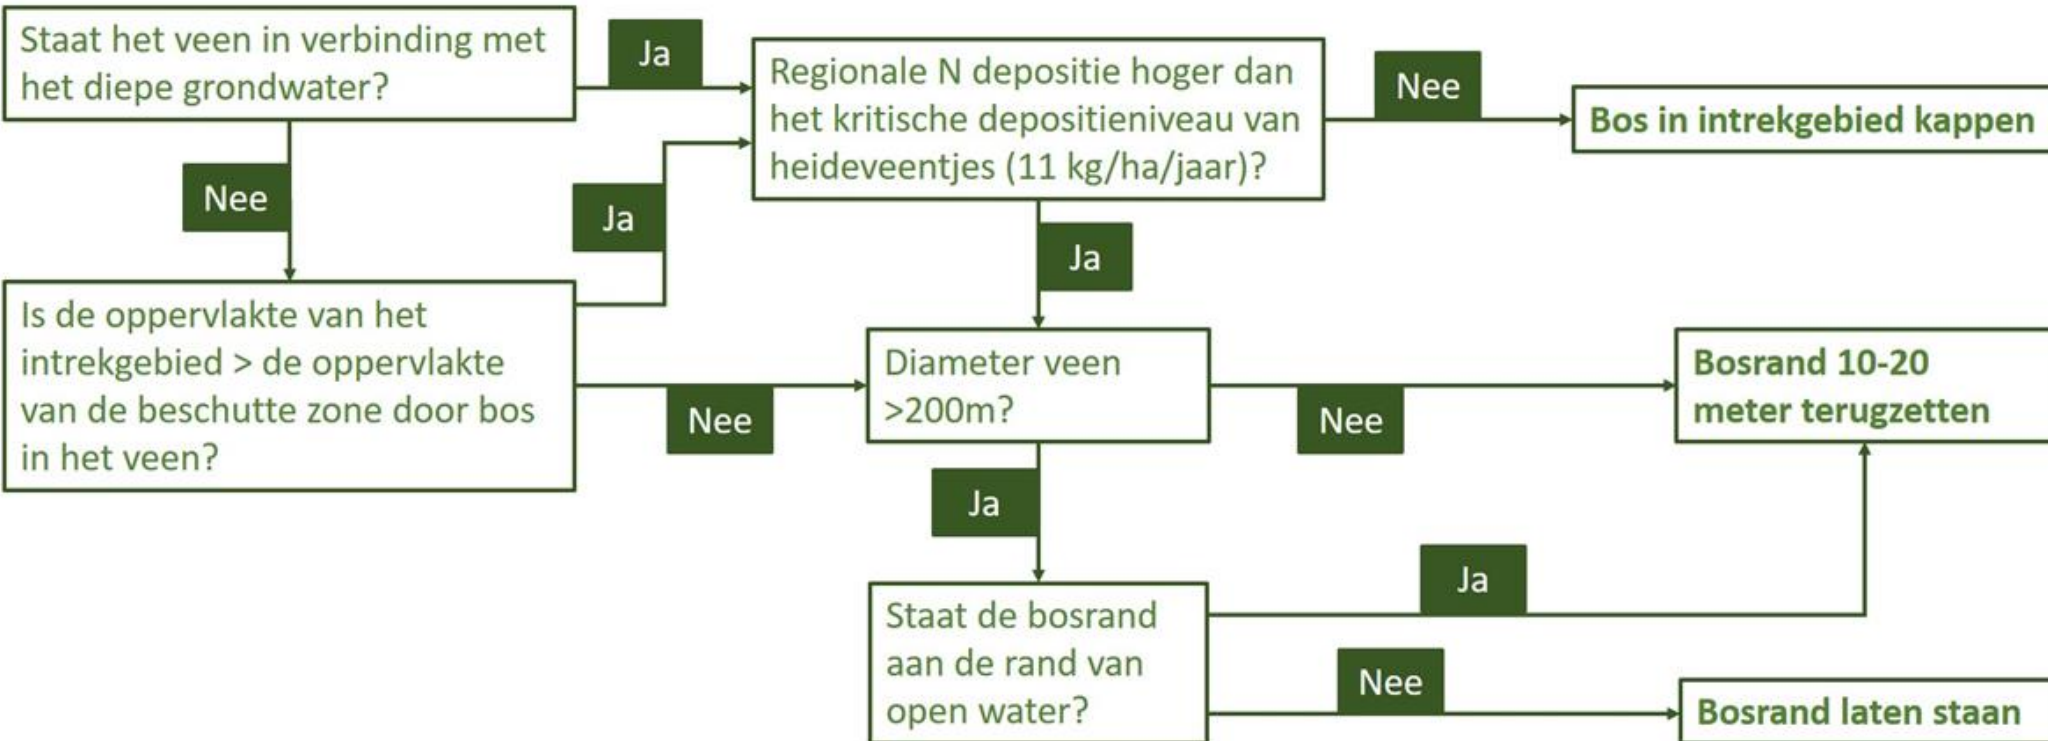 Staat het veen in verbinding met
het diepe grondwater?
Ja
Regionale N depositie hoger dan
het kritische depositieniveau van
heideveentjes (11 kg/ha/jaar)?
Nee
Bos in intrekgebied kappen
Nee
Ja
Ja
Is de oppervlakte van het
intrekgebied > de oppervlakte
van de beschutte zone door bos
in het veen?
Nee
Diameter veen
>200m?
Nee
Bosrand 10-20
meter terugzetten
Ja
Staat de bosrand
aan de rand van
open water?
Ja
Nee
Bosrand laten staan